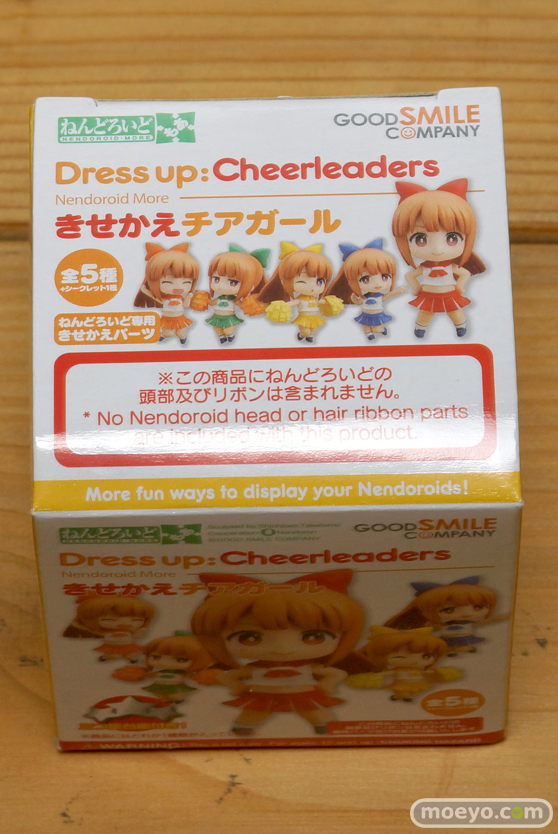 ねんどろいど
NENDOROID MORE
GOOD SMILE
COMPANY
Dress up: Cheerleaders
Nendoroid More
きせかえチアガール
全5種
+シークレット1種
ねんどろいど専用
きせかえパーツ
※この商品にねんどろいどの
頭部及びリボンは含まれません。
* No Nendoroid head or hair ribbon parts
are included with this product.
More fun ways to display your Nendoroids!
ねんどろいど
GOOD SMILE
COMPANY
Dress up: Cheerleaders
Nendoroid More
きせかえチアガール
全5種
WARNING
moeyo.com